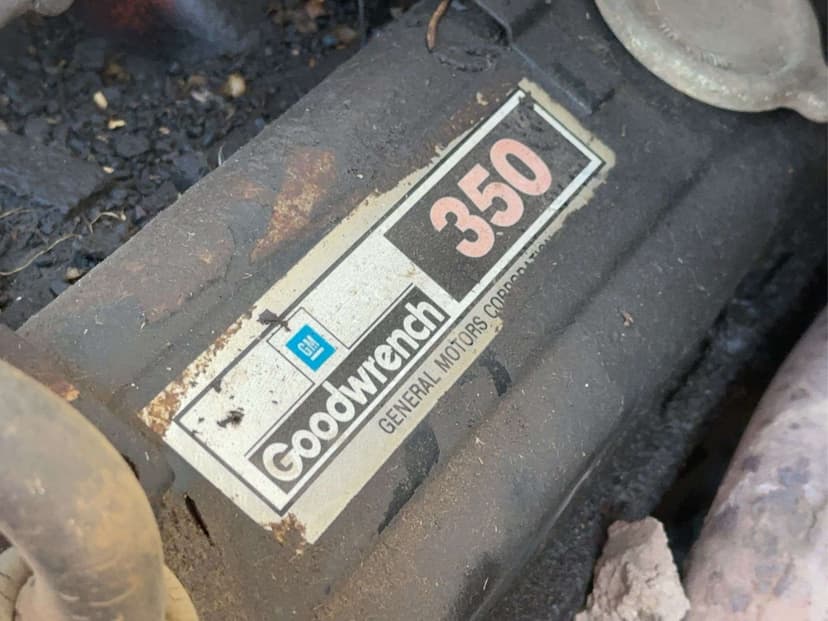 350
GM
Goodwrench
GENERAL MOTORS CORPORATION